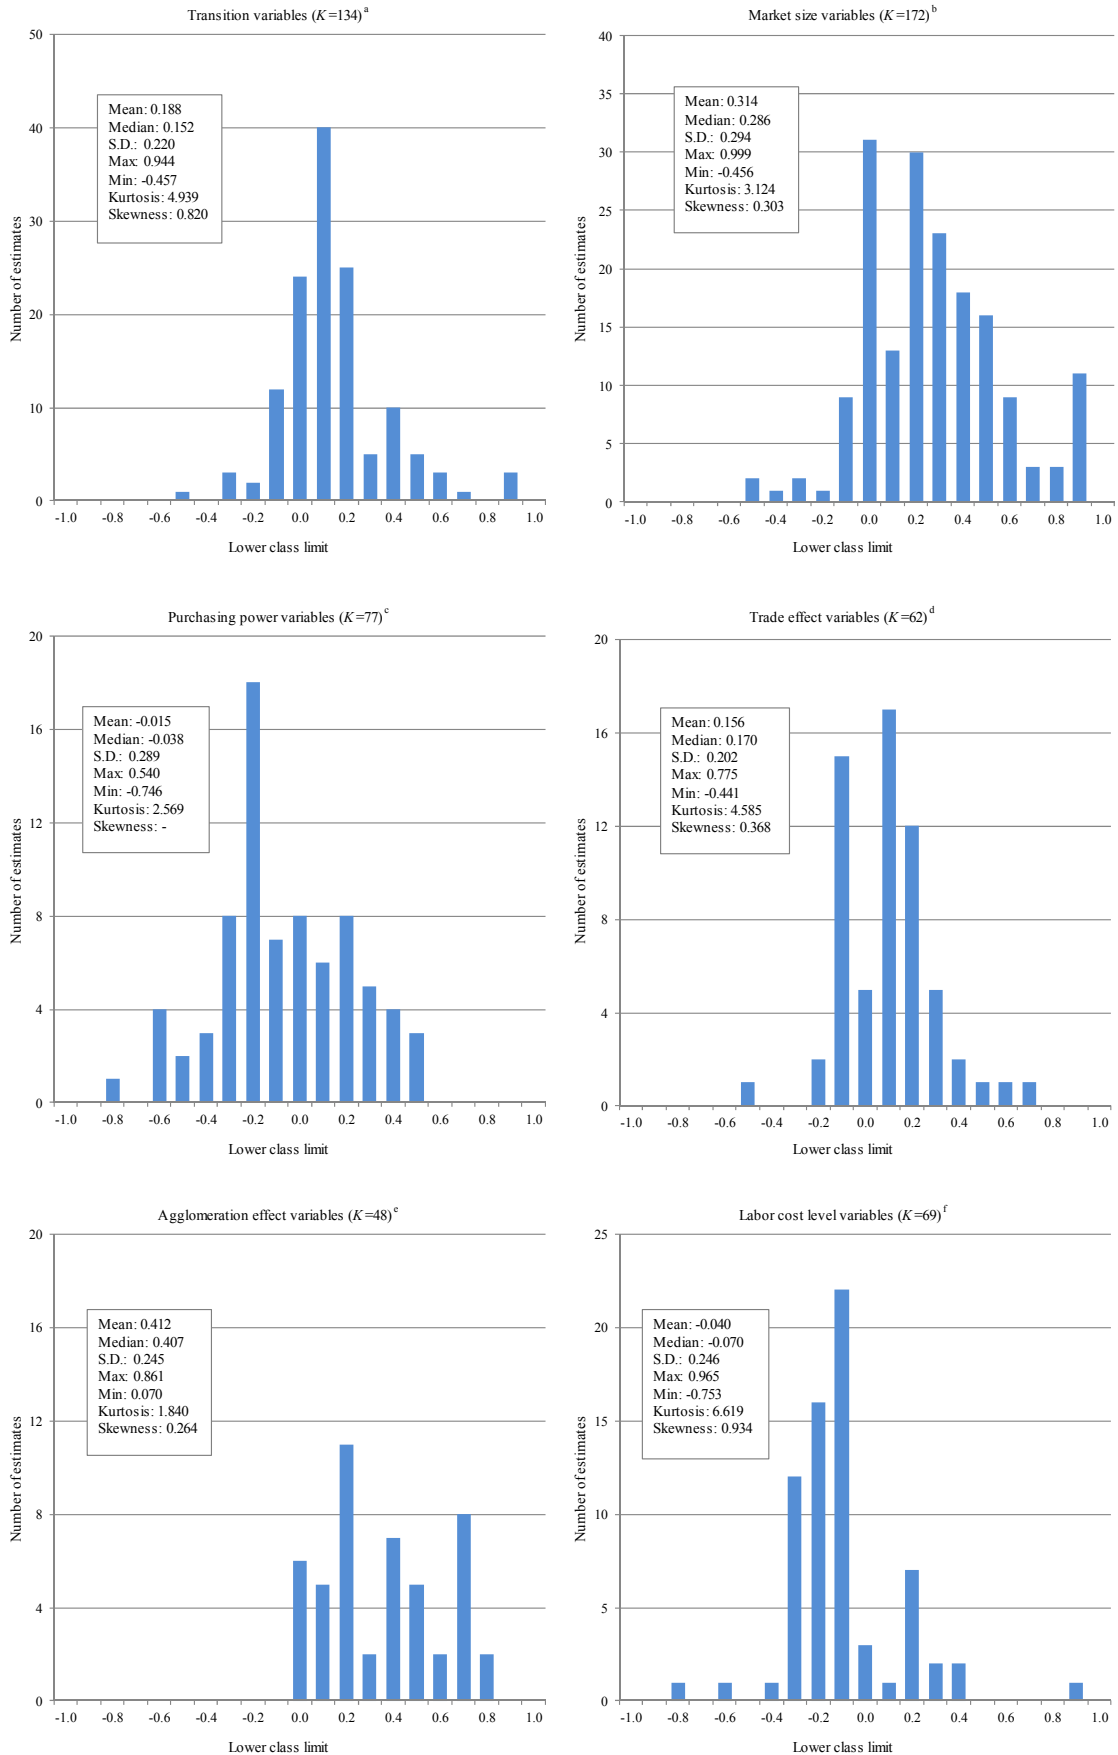 Transition variables (K=134) a
50
40
30
20
10
0
Number of estimates
Mean: 0.188
Median: 0.152
S.D.: 0.220
Max: 0.944
Min: -0.457
Kurtosis: 4.939
Skewness: 0.820
-1.0 -0.8 -0.6 -0.4 -0.2 0.0 0.2 0.4 0.6 0.8 1.0
Lower class limit
Market size variables (K=172) b
40
35
30
25
20
15
10
5
0
Number of estimates
Mean: 0.314
Median: 0.286
S.D.: 0.294
Max: 0.999
Min: -0.456
Kurtosis: 3.124
Skewness: 0.303
-1.0 -0.8 -0.6 -0.4 -0.2 0.0 0.2 0.4 0.6 0.8 1.0
Lower class limit
Purchasing power variables (K=77) c
20
16
12
8
4
0
Number of estimates
Mean: -0.015
Median: -0.038
S.D.: 0.289
Max: 0.540
Min: -0.746
Kurtosis: 2.569
Skewness: -
-1.0 -0.8 -0.6 -0.4 -0.2 0.0 0.2 0.4 0.6 0.8 1.0
Lower class limit
Trade effect variables (K=62) d
20
16
12
8
4
0
Number of estimates
Mean: 0.156
Median: 0.170
S.D.: 0.202
Max: 0.775
Min: -0.441
Kurtosis: 4.585
Skewness: 0.368
-1.0 -0.8 -0.6 -0.4 -0.2 0.0 0.2 0.4 0.6 0.8 1.0
Lower class limit
Agglomeration effect variables (K=48) e
20
16
12
8
4
0
Number of estimates
Mean: 0.412
Median: 0.407
S.D.: 0.245
Max: 0.861
Min: 0.070
Kurtosis: 1.840
Skewness: 0.264
-1.0 -0.8 -0.6 -0.4 -0.2 0.0 0.2 0.4 0.6 0.8 1.0
Lower class limit
Labor cost level variables (K=69) f
25
20
15
10
5
0
Number of estimates
Mean: -0.040
Median: -0.070
S.D.: 0.246
Max: 0.965
Min: -0.753
Kurtosis: 6.619
Skewness: 0.934
-1.0 -0.8 -0.6 -0.4 -0.2 0.0 0.2 0.4 0.6 0.8 1.0
Lower class limit